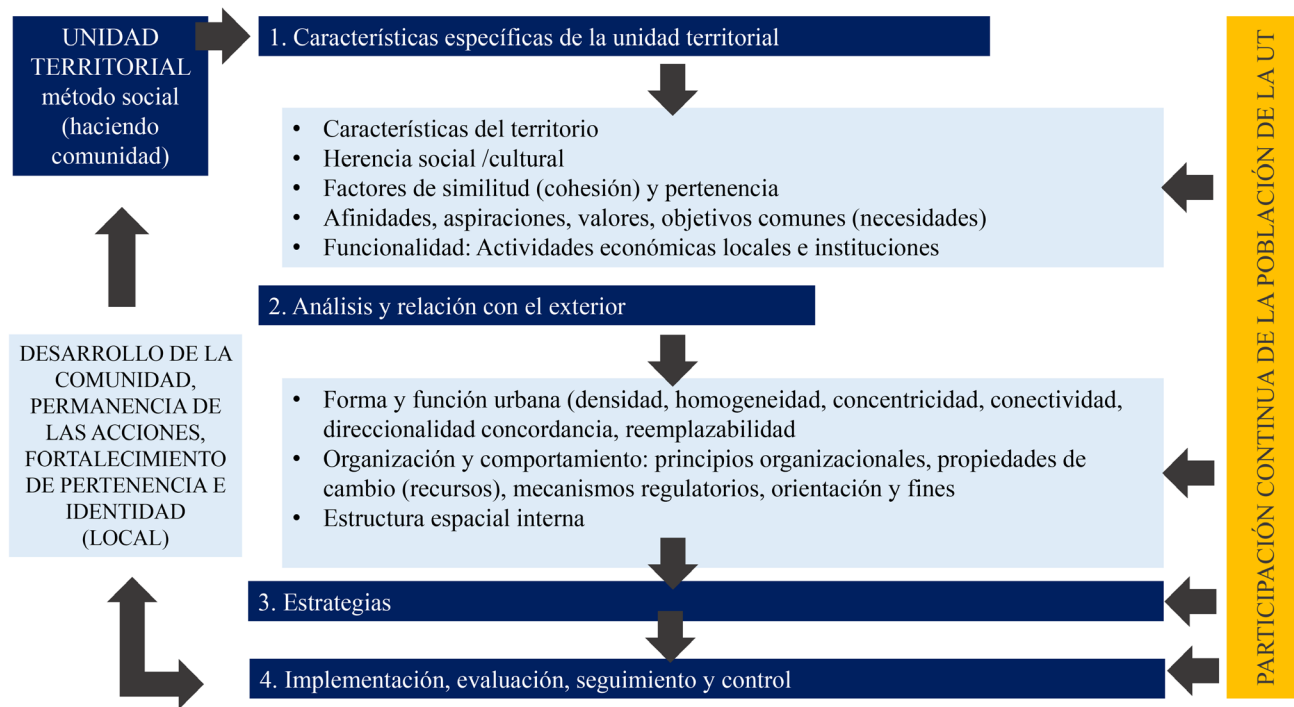 UNIDAD
TERRITORIAL
método social
(haciendo
comunidad)
1. Características específicas de la unidad territorial
• Características del territorio
• Herencia social /cultural
• Factores de similitud (cohesión) y pertenencia
• Afinidades, aspiraciones, valores, objetivos comunes (necesidades)
• Funcionalidad: Actividades económicas locales e instituciones
2. Análisis y relación con el exterior
• Forma y función urbana (densidad, homogeneidad, concentricidad, conectividad,
direccionalidad concordancia, reemplazabilidad
• Organización y comportamiento: principios organizacionales, propiedades de
cambio (recursos), mecanismos regulatorios, orientación y fines
• Estructura espacial interna
3. Estrategias
4. Implementación, evaluación, seguimiento y control
DESARROLLO DE LA
COMUNIDAD,
PERMANENCIA DE
LAS ACCIONES,
FORTALECIMIENTO
DE PERTENENCIA E
IDENTIDAD
(LOCAL)
PARTICIPACIÓN CONTINUA DE LA POBLACIÓN DE LA UT